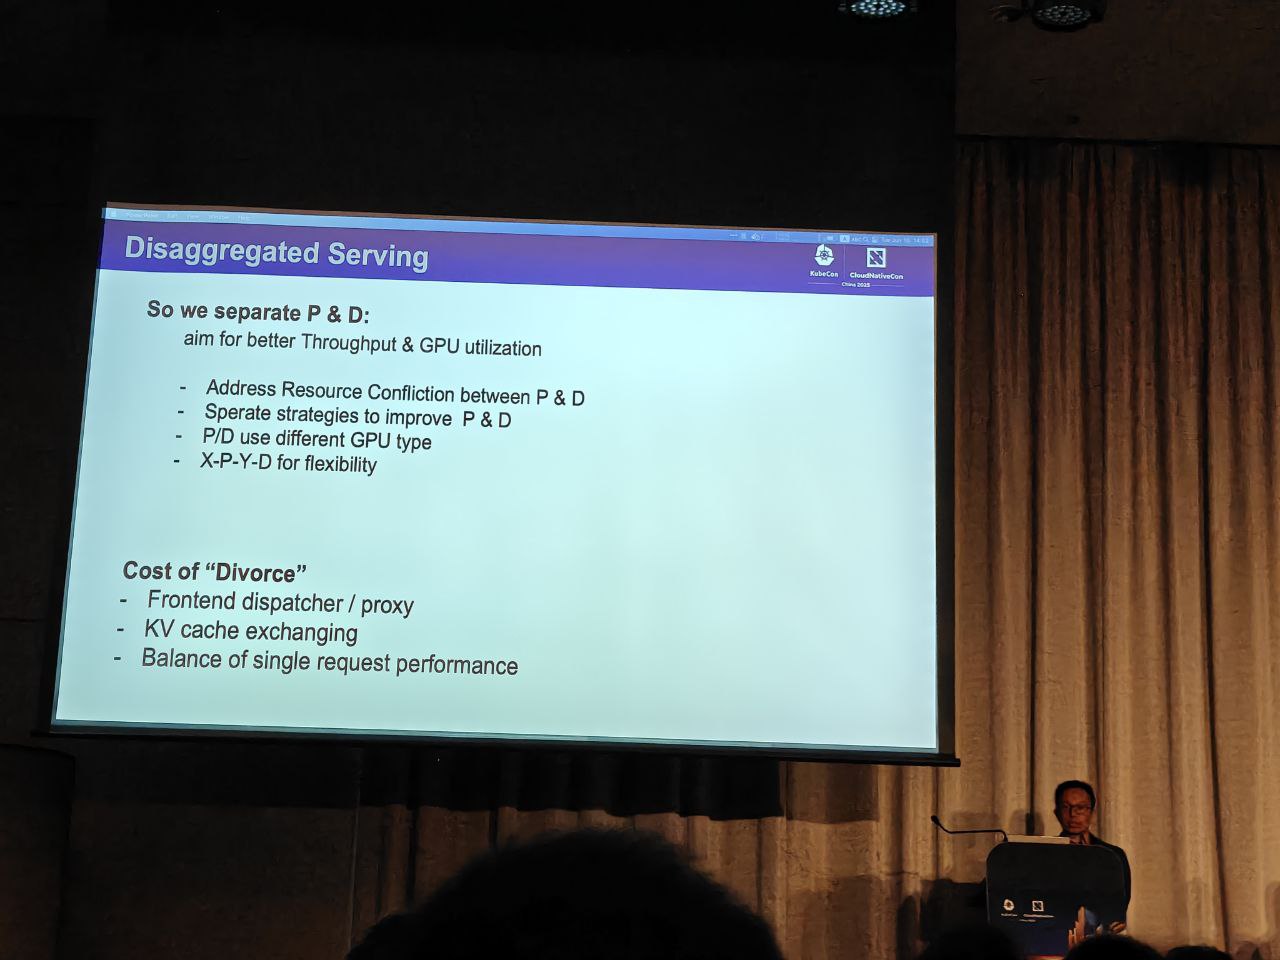 Disaggregated Serving
KubeCon
CloudNativeCon
China 2025
So we separate P & D:
aim for better Throughput & GPU utilization
- Address Resource Confliction between P & D
- Sperate strategies to improve P & D
- P/D use different GPU type
- X-P-Y-D for flexibility
Cost of “Divorce”
- Frontend dispatcher / proxy
- KV cache exchanging
- Balance of single request performance